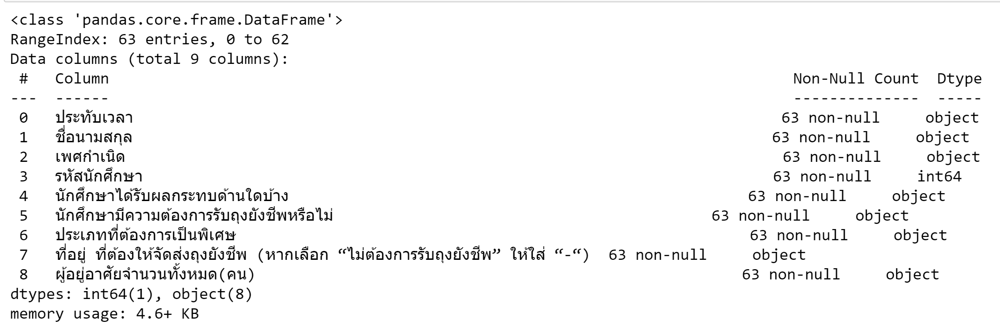 <class 'pandas.core.frame.DataFrame'>
RangeIndex: 63 entries, 0 to 62
Data columns (total 9 columns):
 #   Column   Non-Null Count  Dtype
---  ------   --------------  -----
 0   ประทับเวลา   63 non-null     object
 1   ชื่อนามสกุล   63 non-null     object
 2   เพศกำเนิด   63 non-null     object
 3   รหัสนักศึกษา   63 non-null     int64
 4   นักศึกษาได้รับผลกระทบด้านใดบ้าง   63 non-null     object
 5   นักศึกษามีความต้องการรับถุงยังชีพหรือไม่   63 non-null     object
 6   ประเภทที่ต้องการเป็นพิเศษ   63 non-null     object
 7   ที่อยู่ ที่ต้องให้จัดส่งถุงยังชีพ (หากเลือก “ไม่ต้องการรับถุงยังชีพ” ให้ใส่ “-“)  63 non-null     object
 8   ผู้อยู่อาศัยจำนวนทั้งหมด(คน)   63 non-null     object
dtypes: int64(1), object(8)
memory usage: 4.6+ KB